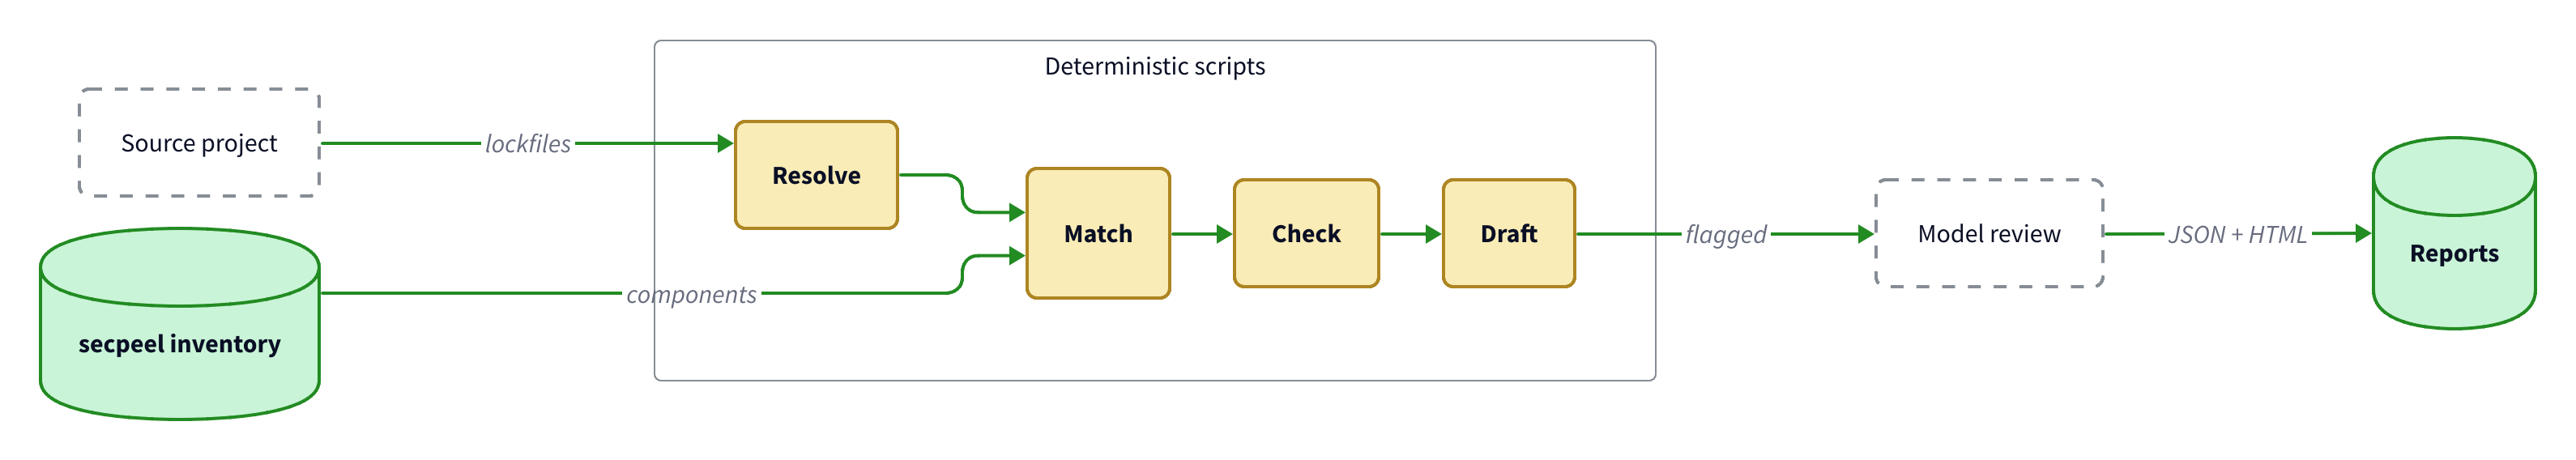 Deterministic scripts
Source project
lockfiles
Resolve
Match
Check
Draft
flagged
Model review
JSON + HTML
Reports
components
secpeel inventory